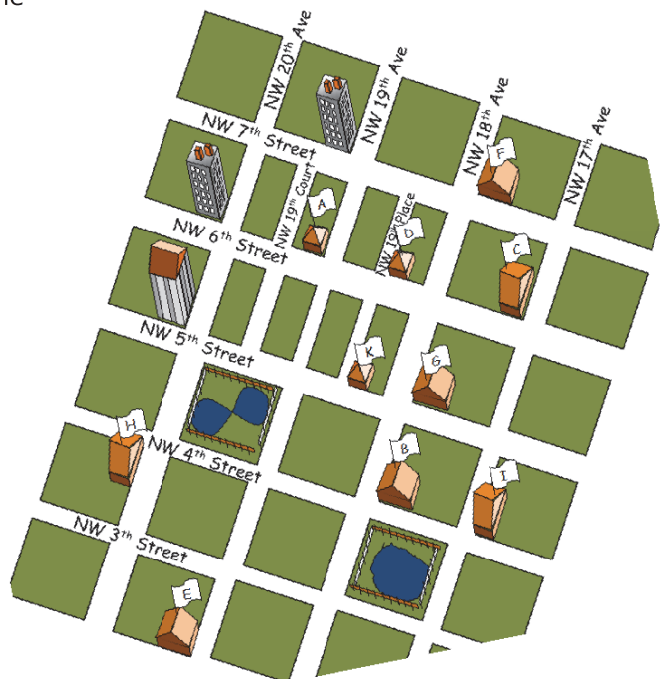 NW 20th Ave
NW 19th Ave
NW 18th Ave
NW 17th Ave
NW 7th Street
F
NW 19th Court
A
NW 19th Place
D
NW 6th Street
C
NW 5th Street
K
G
H
NW 4th Street
B
I
NW 3th Street
E